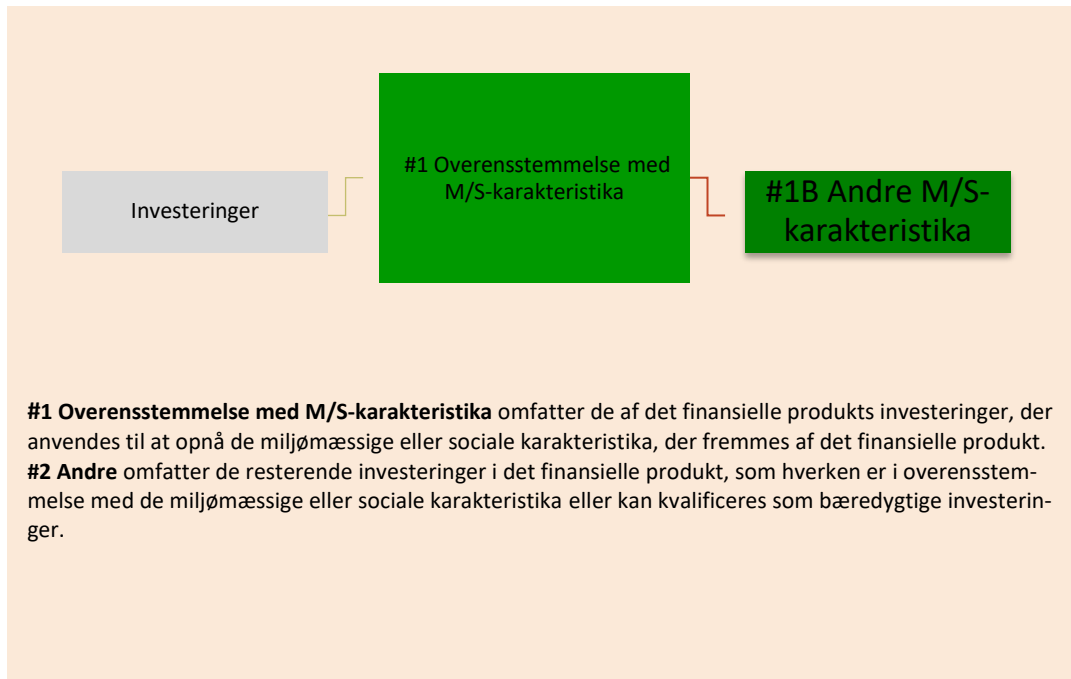 Investeringer
#1 Overensstemmelse med
M/S-karakteristika
#1B Andre M/S-
karakteristika
#1 Overensstemmelse med M/S-karakteristika omfatter de af det finansielle produkts investeringer, der
anvendes til at opnå de miljømæssige eller sociale karakteristika, der fremmes af det finansielle produkt.
#2 Andre omfatter de resterende investeringer i det finansielle produkt, som hverken er i overensstem-
melse med de miljømæssige eller sociale karakteristika eller kan kvalificeres som bæredygtige investerin-
ger.